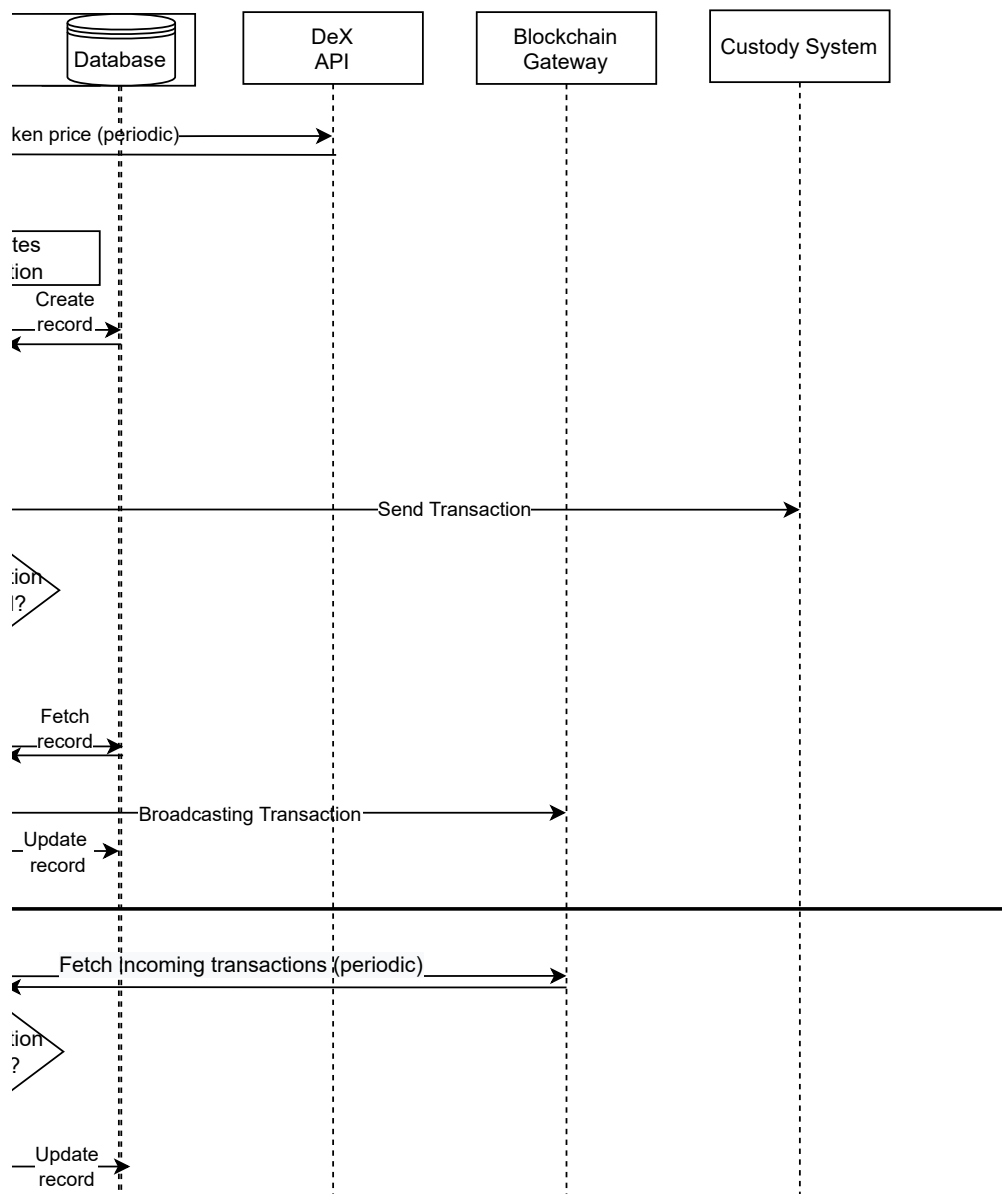 Database
DeX
API
Blockchain
Gateway
Custody System
ken price (periodic)
tes
tion
Create
record
Send Transaction
tion
?
Fetch
record
Broadcasting Transaction
Update
record
Fetch incoming transactions (periodic)
tion
?
Update
record